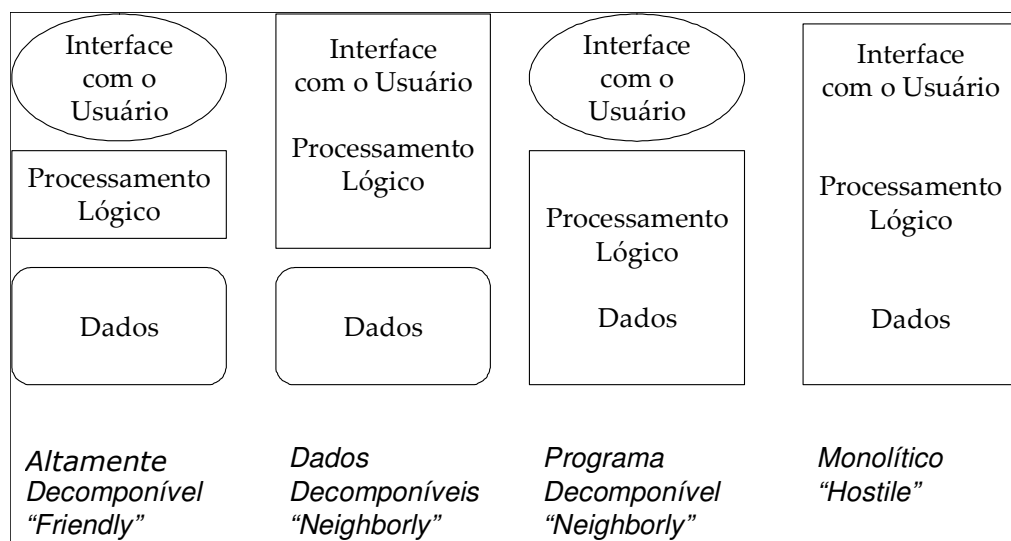 Interface
com o
Usuário
Processamento
Lógico
Dados
Altamente
Decomponível
“Friendly”
Interface
com o Usuário
Processamento
Lógico
Dados
Dados
Decomponíveis
“Neighborly”
Interface
com o
Usuário
Processamento
Lógico
Dados
Programa
Decomponível
“Neighborly”
Interface
com o Usuário
Processamento
Lógico
Dados
Monolítico
“Hostile”